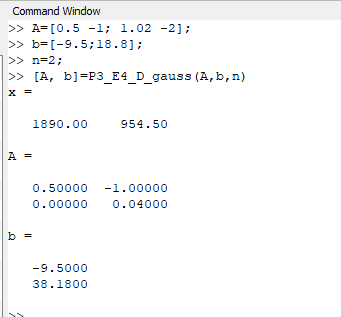 Command Window
>> A=[0.5 -1; 1.02 -2];
>> b=[-9.5;18.8];
>> n=2;
>> [A, b]=P3_E4_D_gauss(A,b,n)
x =
1890.00 954.50
A =
0.50000 -1.00000
0.00000 0.04000
b =
-9.5000
38.1800
>>